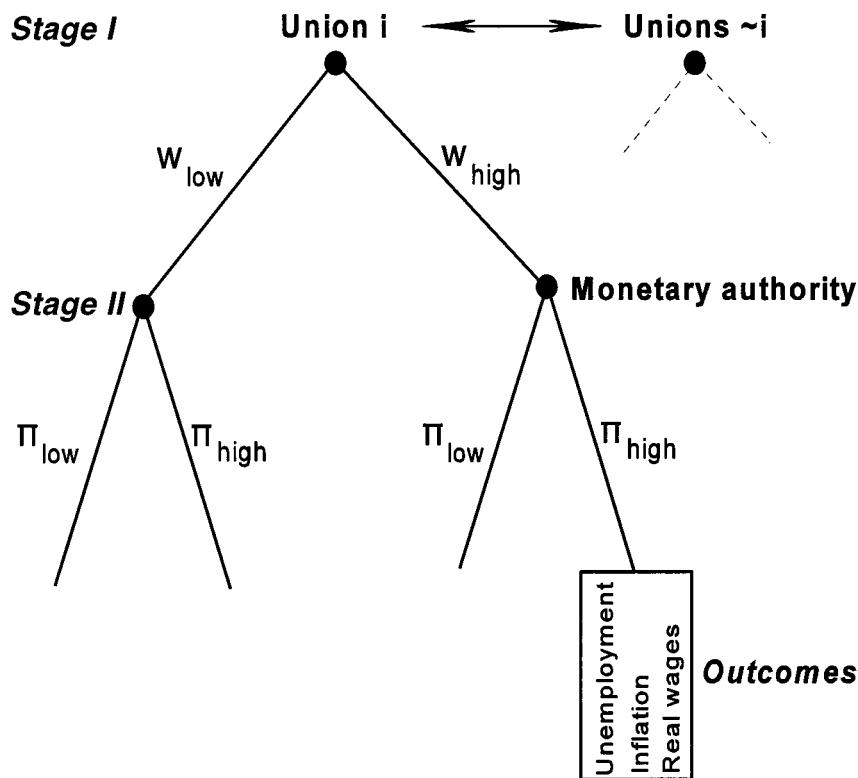 Stage I
Union i
Unions ~i
w low
w high
Stage II
Monetary authority
π low
π high
π low
π high
Unemployment
Inflation
Real wages
Outcomes